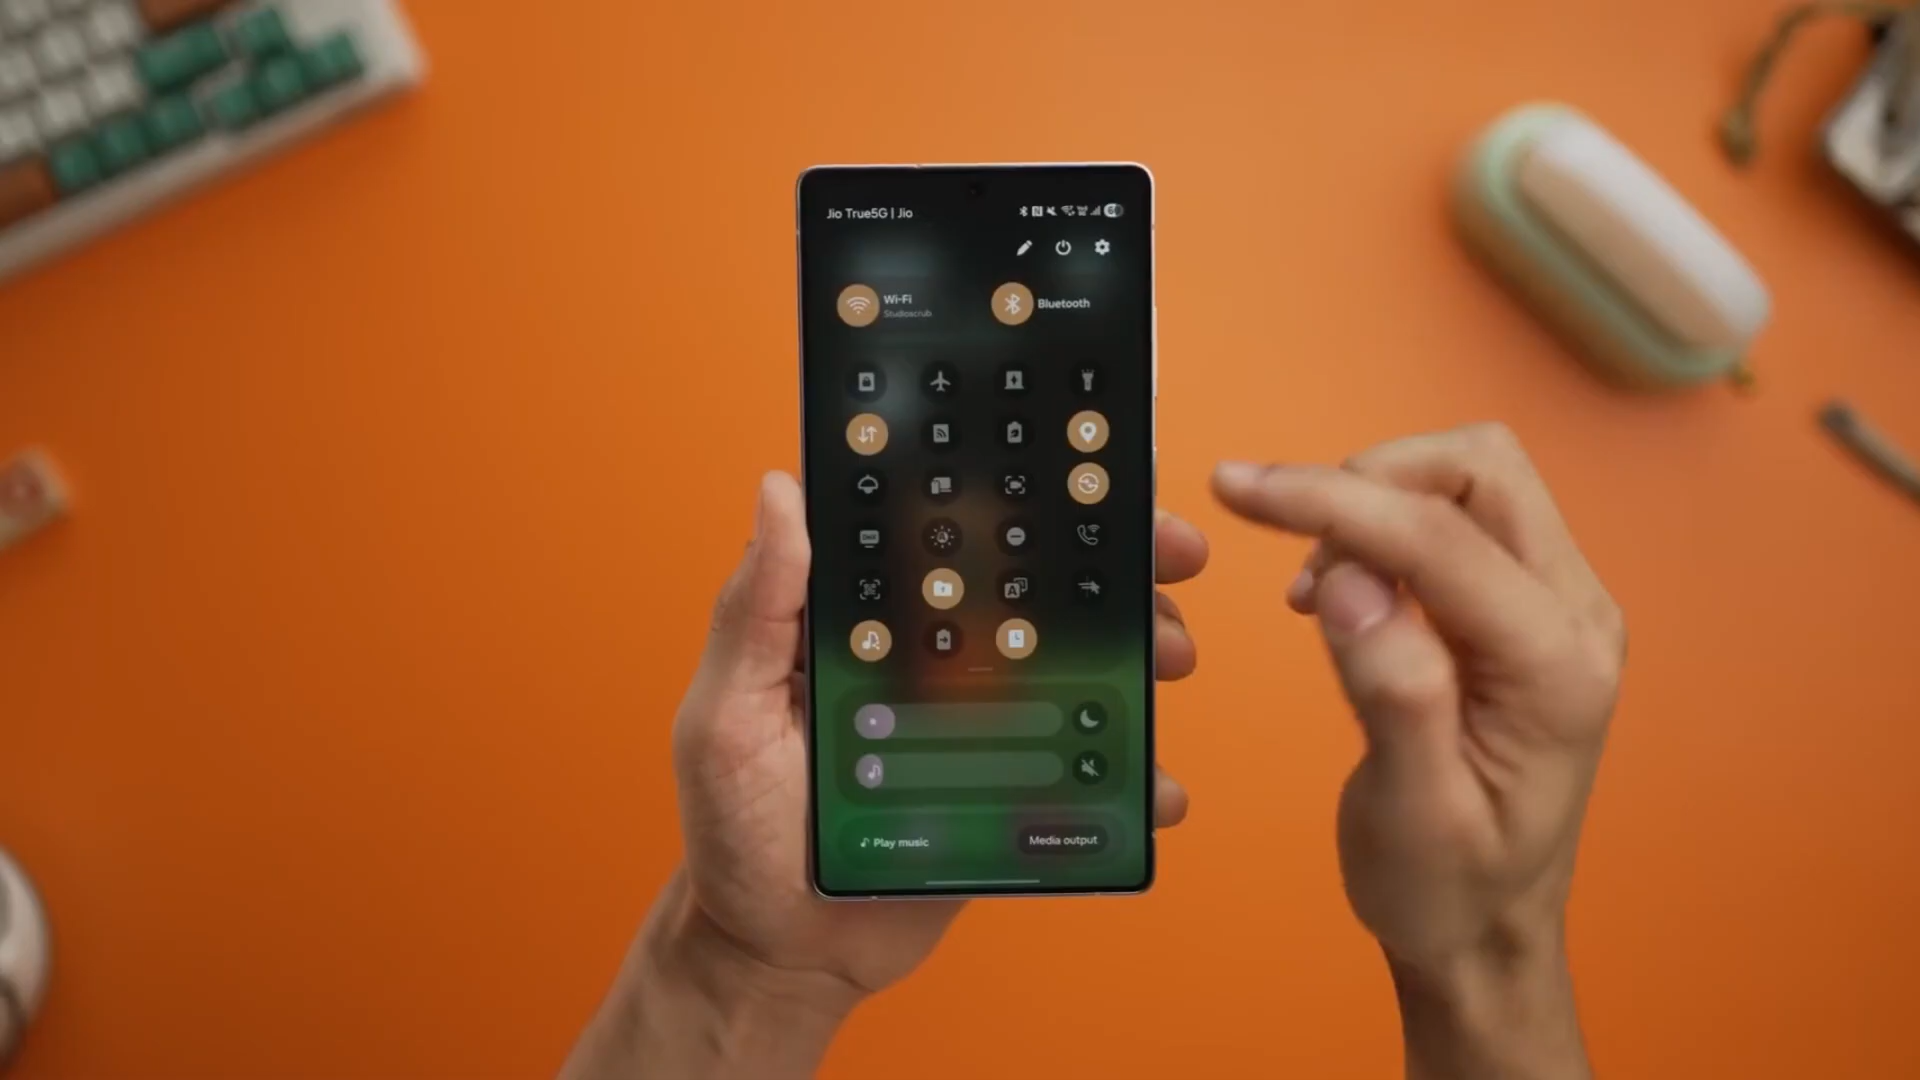 Jio True5G | Jio
Wi-Fi
Studioscrub
Bluetooth
Play music
Media output